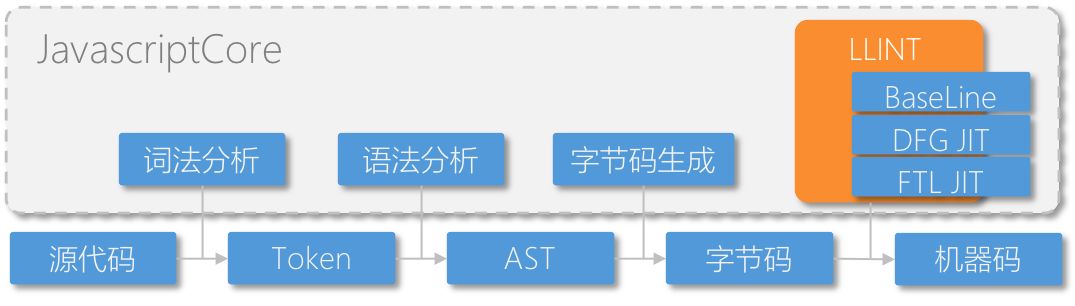 JavascriptCore
LLINT
BaseLine
DFG JIT
FTL JIT
词法分析
语法分析
字节码生成
源代码
Token
AST
字节码
机器码